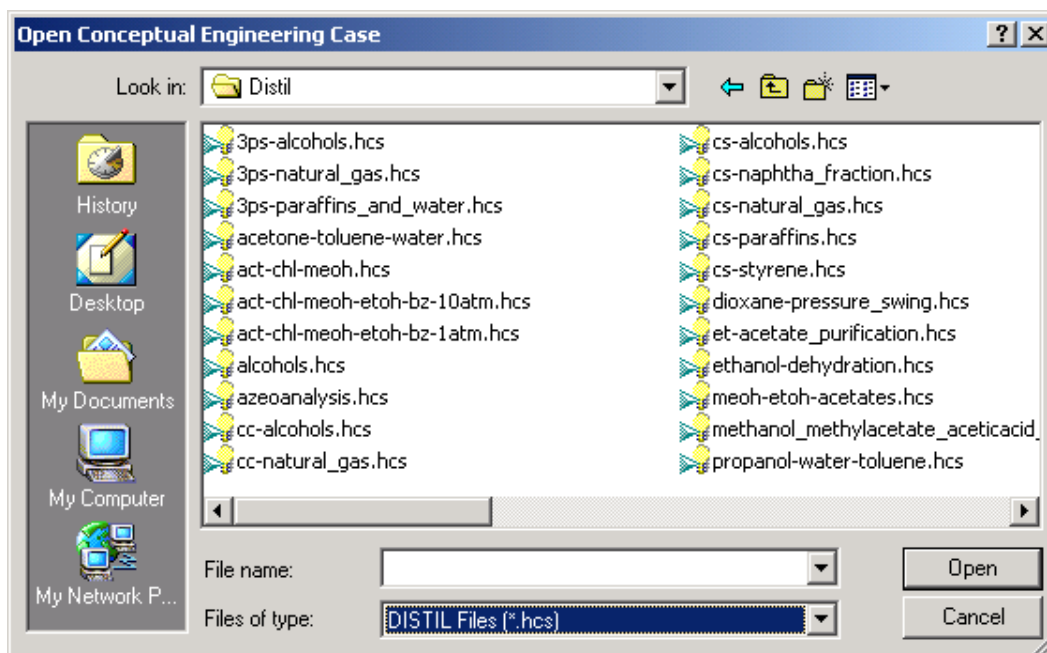 Open Conceptual Engineering Case
Look in: Distil
History
Desktop
My Documents
My Computer
My Network P...
3ps-alcohols.hcs
3ps-natural_gas.hcs
3ps-paraffins_and_water.hcs
acetone-toluene-water.hcs
act-chl-meoh.hcs
act-chl-meoh-etoh-bz-10atm.hcs
act-chl-meoh-etoh-bz-1atm.hcs
alcohols.hcs
azeoanalysis.hcs
cc-alcohols.hcs
cc-natural_gas.hcs
cs-alcohols.hcs
cs-naphtha_fraction.hcs
cs-natural_gas.hcs
cs-paraffins.hcs
cs-styrene.hcs
dioxane-pressure_swing.hcs
et-acetate_purification.hcs
ethanol-dehydration.hcs
meoh-etoh-acetates.hcs
methanol_methylacetate_aceticacid_
propanol-water-toluene.hcs
File name:
Open
Files of type: DISTIL Files (*.hcs)
Cancel